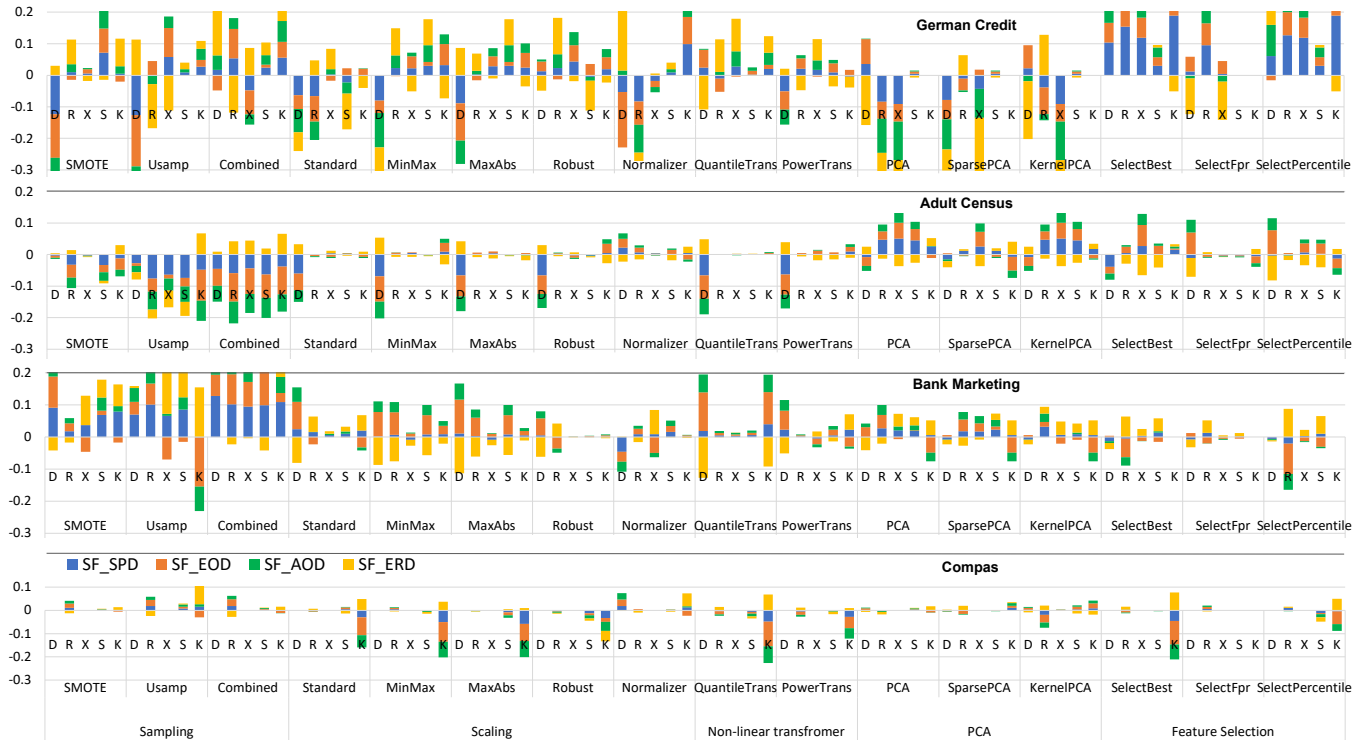 German Credit
0.2
0.1
0
-0.1
-0.2
-0.3
D R X S K D R X S K D R X S K D R X S K D R X S K D R X S K D R X S K D R X S K D R X S K D R X S K D R X S K D R X S K D R X S K D R X S K D R X S K D R X S K
SMOTE Usamp Combined Standard MinMax MaxAbs Robust Normalizer QuantileTrans PowerTrans PCA SparsePCA KernelPCA SelectBest SelectFpr SelectPercentile
Adult Census
0.2
0.1
0
-0.1
-0.2
-0.3
D R X S K D R X S K D R X S K D R X S K D R X S K D R X S K D R X S K D R X S K D R X S K D R X S K D R X S K D R X S K D R X S K D R X S K D R X S K D R X S K
SMOTE Usamp Combined Standard MinMax MaxAbs Robust Normalizer QuantileTrans PowerTrans PCA SparsePCA KernelPCA SelectBest SelectFpr SelectPercentile
Bank Marketing
0.2
0.1
0
-0.1
-0.2
-0.3
D R X S K D R X S K D R X S K D R X S K D R X S K D R X S K D R X S K D R X S K D R X S K D R X S K D R X S K D R X S K D R X S K D R X S K D R X S K D R X S K
SMOTE Usamp Combined Standard MinMax MaxAbs Robust Normalizer QuantileTrans PowerTrans PCA SparsePCA KernelPCA SelectBest SelectFpr SelectPercentile
SF_SPD SF_EOD SF_AOD SF_ERD
Compas
0.1
0
-0.1
-0.2
-0.3
D R X S K D R X S K D R X S K D R X S K D R X S K D R X S K D R X S K D R X S K D R X S K D R X S K D R X S K D R X S K D R X S K D R X S K D R X S K D R X S K
SMOTE Usamp Combined Standard MinMax MaxAbs Robust Normalizer QuantileTrans PowerTrans PCA SparsePCA KernelPCA SelectBest SelectFpr SelectPercentile
Sampling Scaling Non-linear transfromer PCA Feature Selection